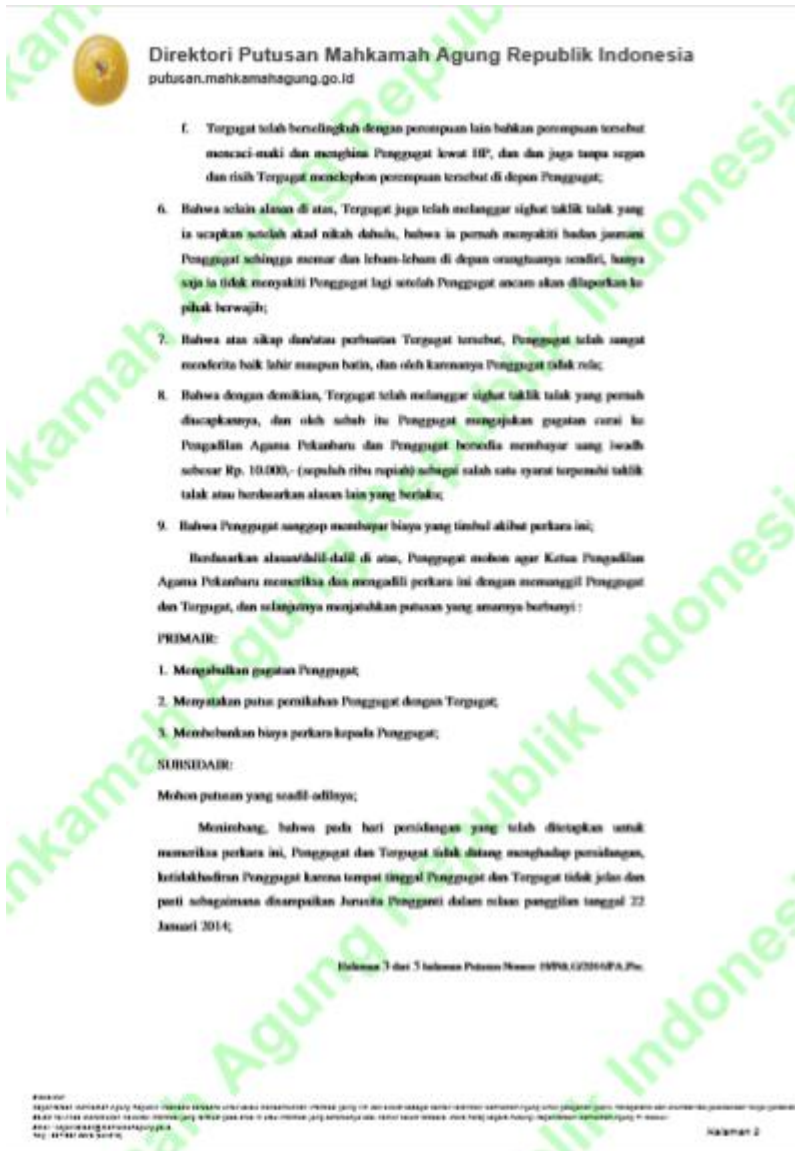 Direktori Putusan Mahkamah Agung Republik Indonesia
putusan.mahkamahagung.go.id
f. Tergugat telah berselingkuh dengan perempuan lain bahkan perempuan tersebut
mencaci-maki dan menghina Penggugat lewat HP, dan dan juga tanpa segan
dan risih Tergugat menelephon perempuan tersebut di depan Penggugat;
6. Bahwa selain alasan di atas, Tergugat juga telah melanggar sighat taklik talak yang
ia ucapkan setelah akad nikah dahulu, bahwa ia pernah menyakiti badan jasmani
Penggugat sehingga memar dan lebam-lebam di depan orangtuanya sendiri, hanya
saja ia tidak menyakiti Penggugat lagi setelah Penggugat ancam akan dilaporkan ke
pihak berwajib;
7. Bahwa atas sikap dan/atau perbuatan Tergugat tersebut, Penggugat telah sangat
menderita baik lahir maupun batin, dan oleh karenanya Penggugat tidak rela;
8. Bahwa dengan demikian, Tergugat telah melanggar sighat taklik talak yang pernah
diucapkannya, dan oleh sebab itu Penggugat mengajukan gugatan cerai ke
Pengadilan Agama Pekanbaru dan Penggugat bersedia membayar uang iwadh
sebesar Rp. 10.000,- (sepuluh ribu rupiah) sebagai salah satu syarat terpenuhi taklik
talak atau berdasarkan alasan lain yang berlaku;
9. Bahwa Penggugat sanggup membayar biaya yang timbul akibat perkara ini;
Berdasarkan alasan/dalil-dalil di atas, Penggugat mohon agar Ketua Pengadilan
Agama Pekanbaru memeriksa dan mengadili perkara ini dengan memanggil Penggugat
dan Tergugat, dan selanjutnya menjatuhkan putusan yang amarnya berbunyi :
PRIMAIR:
1. Mengabulkan gugatan Penggugat;
2. Menyatakan putus pernikahan Penggugat dengan Tergugat;
3. Membebankan biaya perkara kepada Penggugat;
SUBSIDAIR:
Mohon putusan yang seadil-adilnya;
Menimbang, bahwa pada hari persidangan yang telah ditetapkan untuk
memeriksa perkara ini, Penggugat dan Tergugat tidak datang menghadap persidangan,
ketidakhadiran Penggugat karena tempat tinggal Penggugat dan Tergugat tidak jelas dan
pasti sebagaimana disampaikan Jurusita Pengganti dalam relaas panggilan tanggal 22
Januari 2014;
Halaman 3 dari 5 halaman Putusan Nomor
Halaman 3